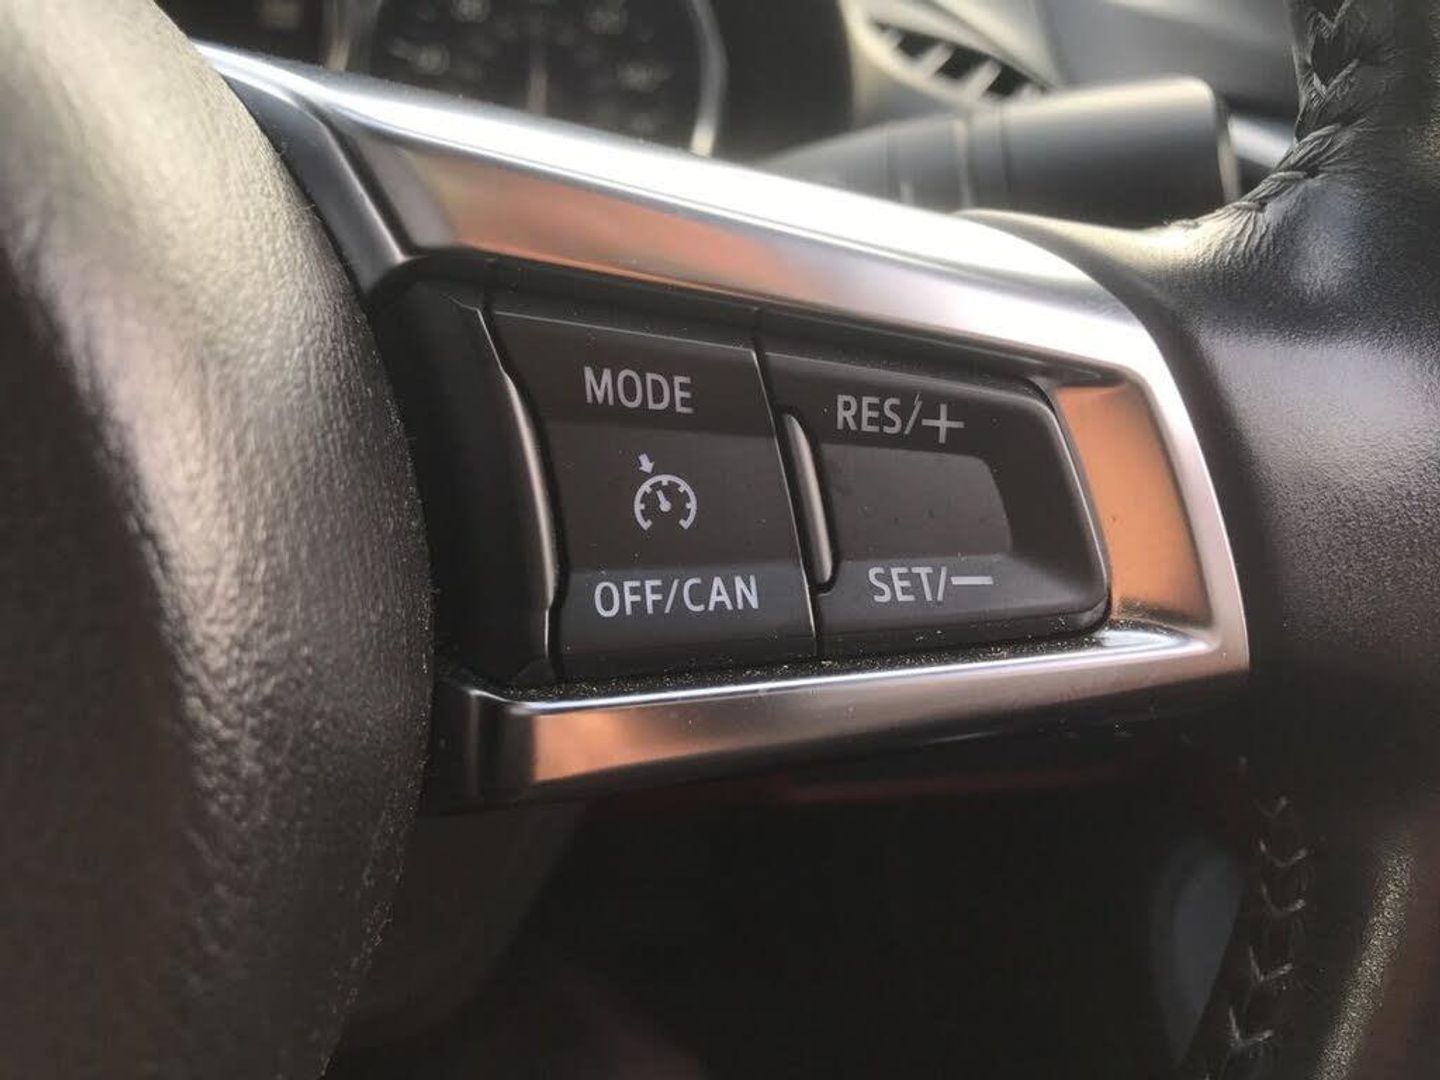 MODE
RES/+
OFF/CAN
SET/—